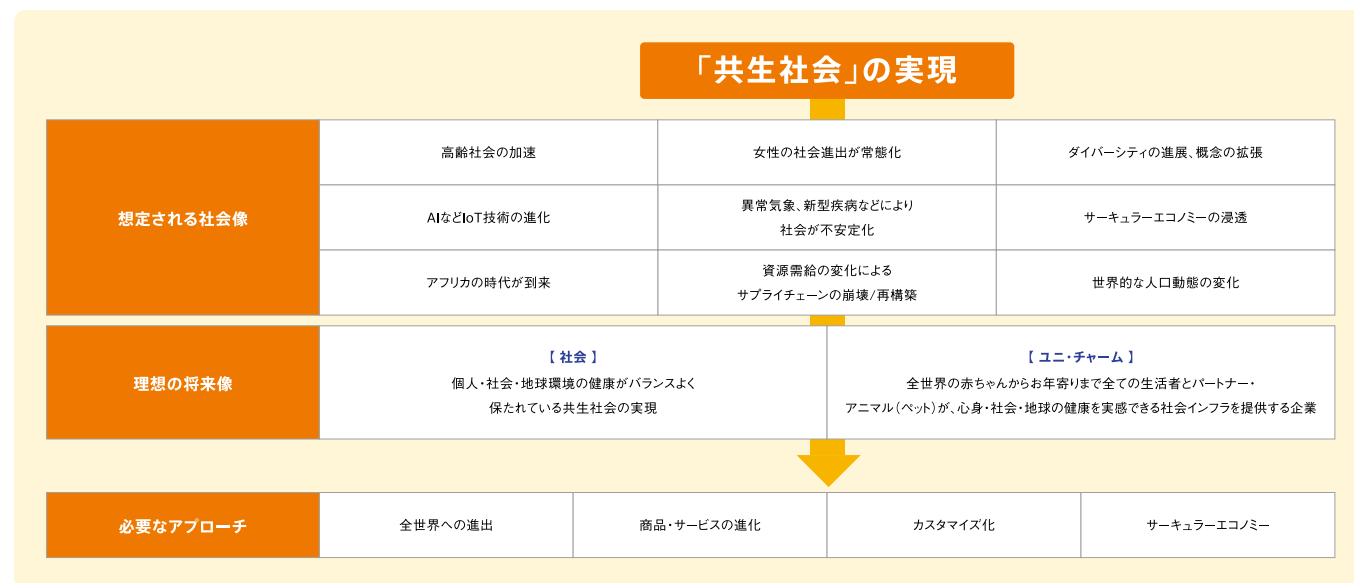 「共生社会」の実現
想定される社会像
高齢社会の加速
女性の社会進出が常態化
ダイバーシティの進展、概念の拡張
AIなどIoT技術の進化
異常気象、新型疾病などにより
社会が不安定化
サーキュラーエコノミーの浸透
アフリカの時代が到来
資源需給の変化による
サプライチェーンの崩壊/再構築
世界的な人口動態の変化
理想の将来像
【 社会 】
個人・社会・地球環境の健康がバランスよく
保たれている共生社会の実現
【 ユニ・チャーム 】
全世界の赤ちゃんからお年寄りまで全ての生活者とパートナー・
アニマル(ペット)が、心身・社会・地球の健康を実感できる社会インフラを提供する企業
必要なアプローチ
全世界への進出
商品・サービスの進化
カスタマイズ化
サーキュラーエコノミー